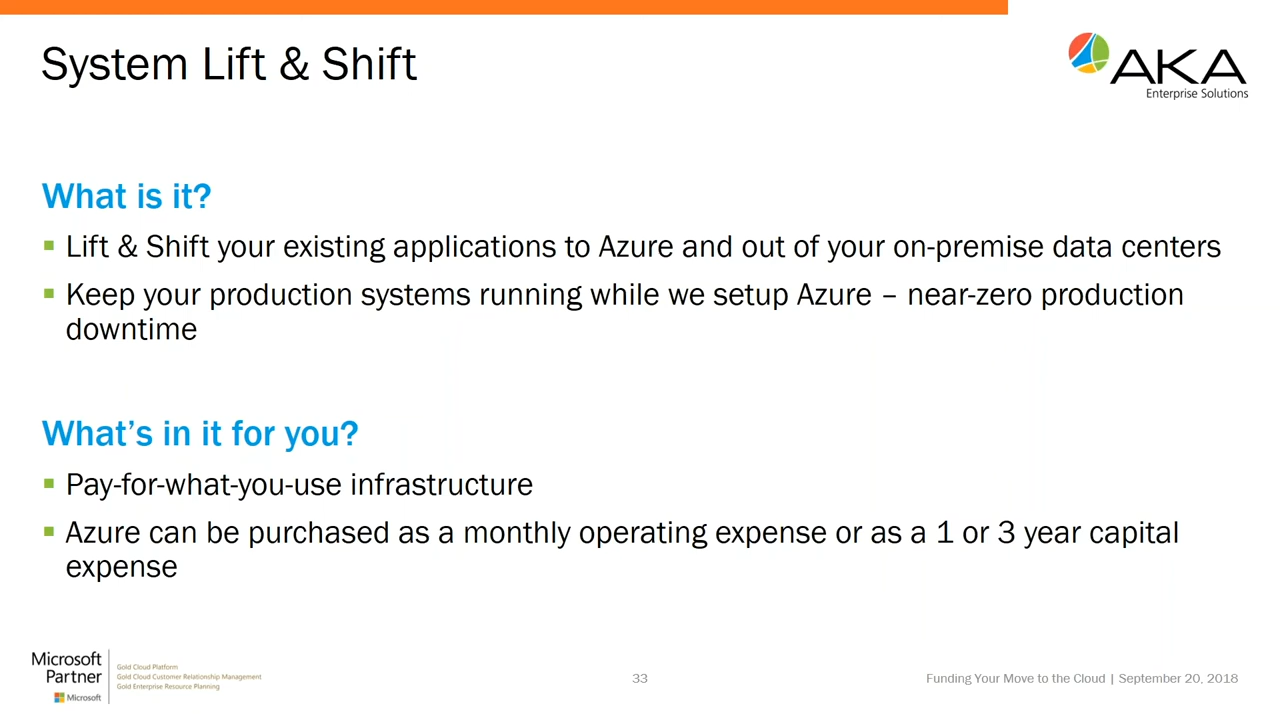 System Lift & Shift
AKA
Enterprise Solutions
What is it?
Lift & Shift your existing applications to Azure and out of your on-premise data centers
Keep your production systems running while we setup Azure – near-zero production
downtime
What's in it for you?
Pay-for-what-you-use infrastructure
Azure can be purchased as a monthly operating expense or as a 1 or 3 year capital
expense
Microsoft
Partner
Microsoft
Gold Cloud Platform
Gold Cloud Customer Relationship Management
Gold Enterprise Resource Planning
33
Funding Your Move to the Cloud | September 20, 2018